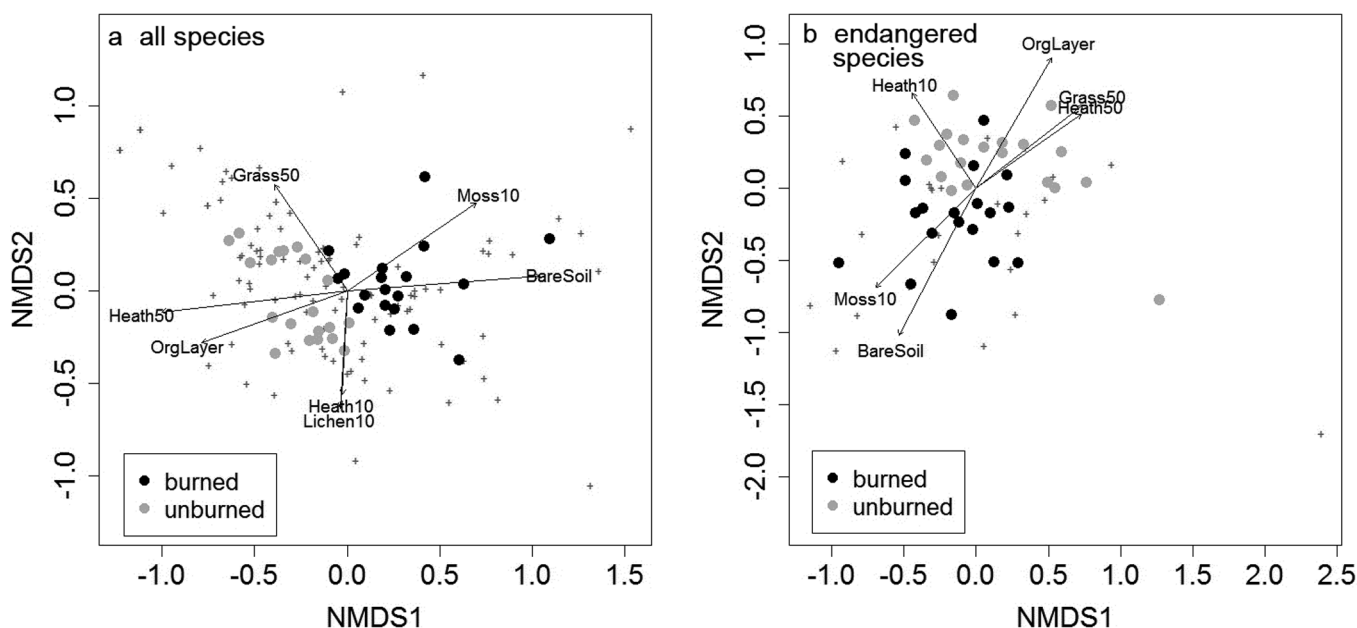 a all species
1.0
0.5
0.0
-0.5
-1.0
NMDS2
Grass50
Moss10
BareSoil
Heath50
OrgLayer
Heath10
Lichen10
burned
unburned
-1.0 -0.5 0.0 0.5 1.0 1.5
NMDS1
b endangered
species
1.0
0.5
0.0
-0.5
-1.0
-1.5
-2.0
NMDS2
OrgLayer
Heath10
Grass50
Heath50
Moss10
BareSoil
burned
unburned
-1.0 -0.5 0.0 0.5 1.0 1.5 2.0 2.5
NMDS1